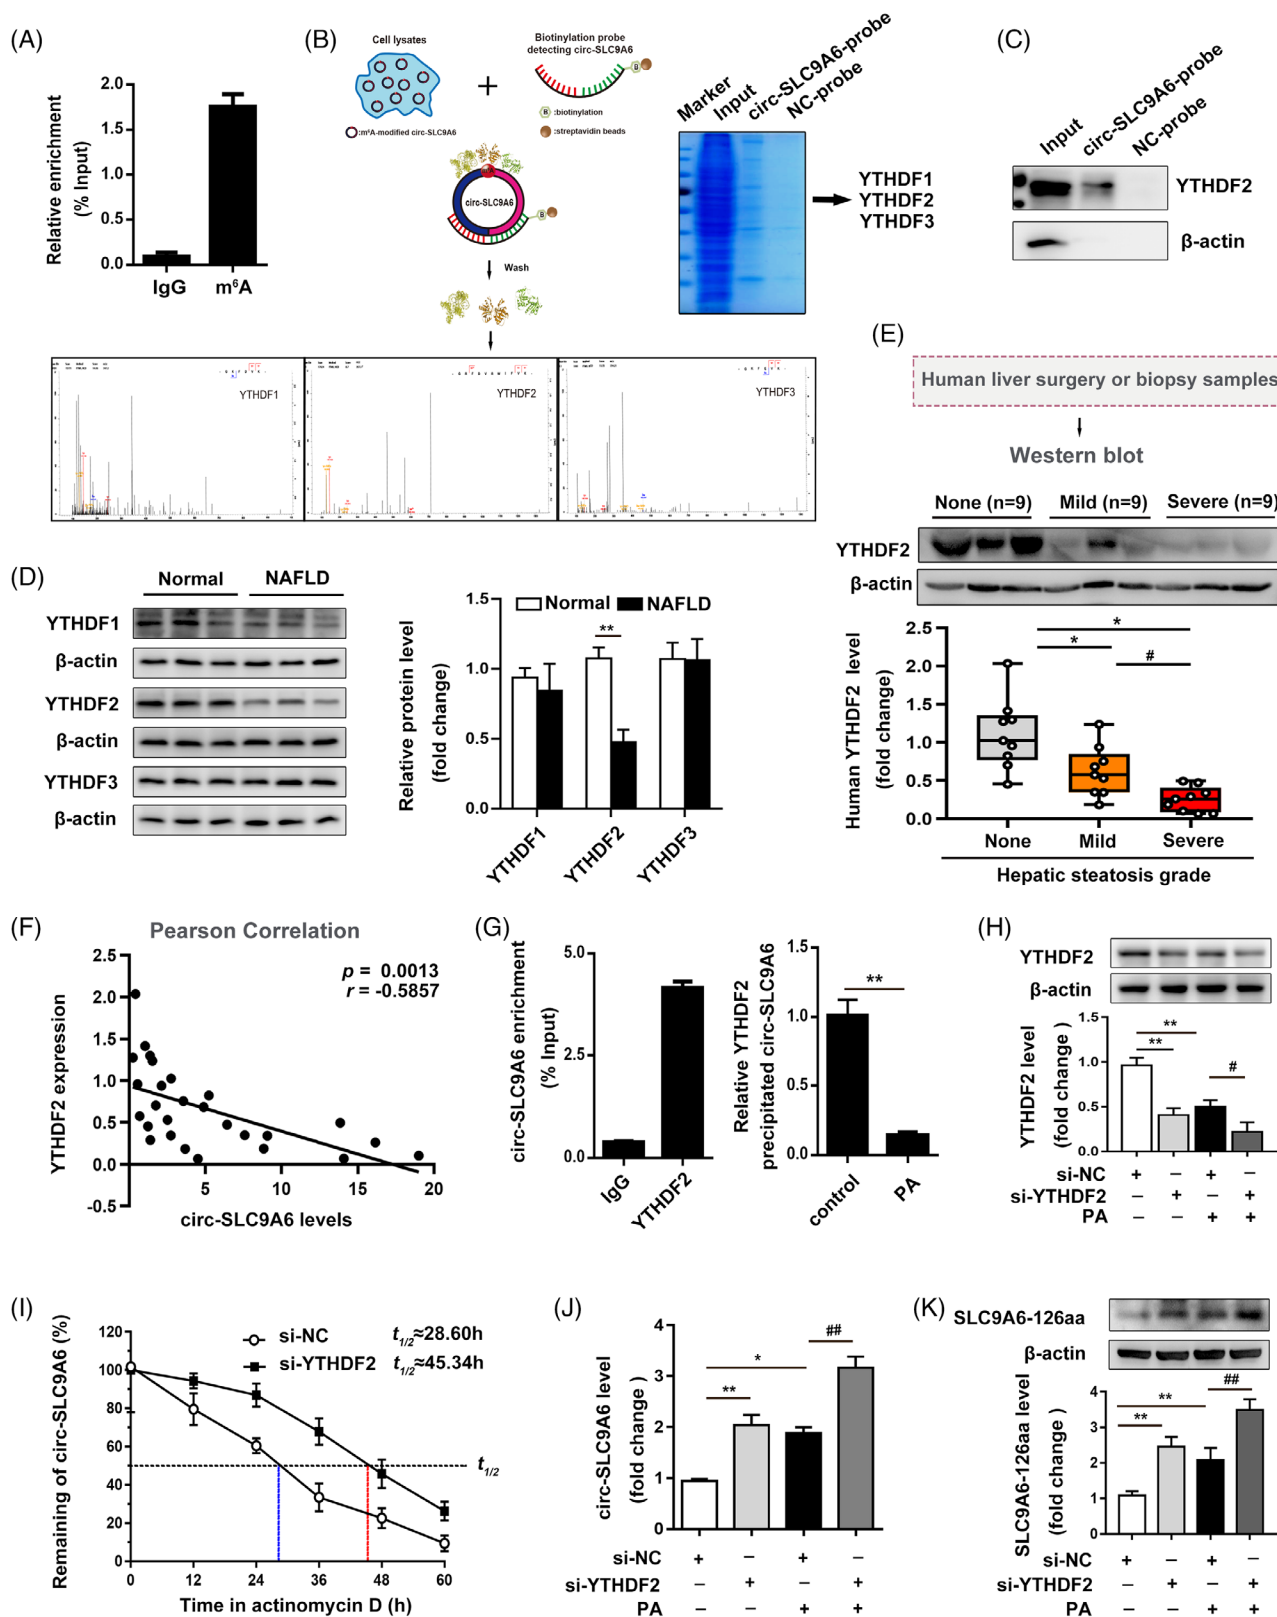 (A)
Relative enrichment
(% Input)
2.0
1.5
1.0
0.5
0.0
IgG
m⁶A
(B)
Cell lysates
+
Biotinylation probe
detecting circ-SLC9A6
B :biotinylation
:streptavidin beads
:m⁶A-modified circ-SLC9A6
circ-SLC9A6
B
Wash
Marker
Input
circ-SLC9A6-probe
NC-probe
YTHDF1
YTHDF2
YTHDF3
YTHDF1
YTHDF2
YTHDF3
(C)
Input
circ-SLC9A6-probe
NC-probe
YTHDF2
β-actin
(D)
Normal
NAFLD
YTHDF1
β-actin
YTHDF2
β-actin
YTHDF3
β-actin
Relative protein level
(fold change)
1.5
1.0
0.5
0.0
Normal
NAFLD
**
YTHDF1
YTHDF2
YTHDF3
(E)
Human liver surgery or biopsy samples
Western blot
None (n=9)
Mild (n=9)
Severe (n=9)
YTHDF2
β-actin
Human YTHDF2 level
(fold change)
2.5
2.0
1.5
1.0
0.5
0.0
*
*
#
None
Mild
Severe
Hepatic steatosis grade
(F)
Pearson Correlation
p = 0.0013
r = -0.5857
YTHDF2 expression
2.5
2.0
1.5
1.0
0.5
0.0
-0.5
5
10
15
20
circ-SLC9A6 levels
(G)
circ-SLC9A6 enrichment
(% Input)
5.0
2.5
0.0
IgG
YTHDF2
Relative YTHDF2
precipitated circ-SLC9A6
1.5
1.0
0.5
0.0
**
control
PA
(H)
YTHDF2
β-actin
YTHDF2 level
(fold change )
1.0
0.5
0.0
**
**
#
si-NC + – + –
si-YTHDF2 – + – +
PA – – + +
(I)
Remaining of circ-SLC9A6 (%)
120
100
80
60
40
20
0
si-NC t1/2≈28.60h
si-YTHDF2 t1/2≈45.34h
t1/2
0 12 24 36 48 60
Time in actinomycin D (h)
(J)
circ-SLC9A6 level
(fold change )
4
3
2
1
0
**
*
##
si-NC + – + –
si-YTHDF2 – + – +
PA – – + +
(K)
SLC9A6-126aa
β-actin
SLC9A6-126aa level
(fold change )
4
3
2
1
0
**
**
##
si-NC + – + –
si-YTHDF2 – + – +
PA – – + +